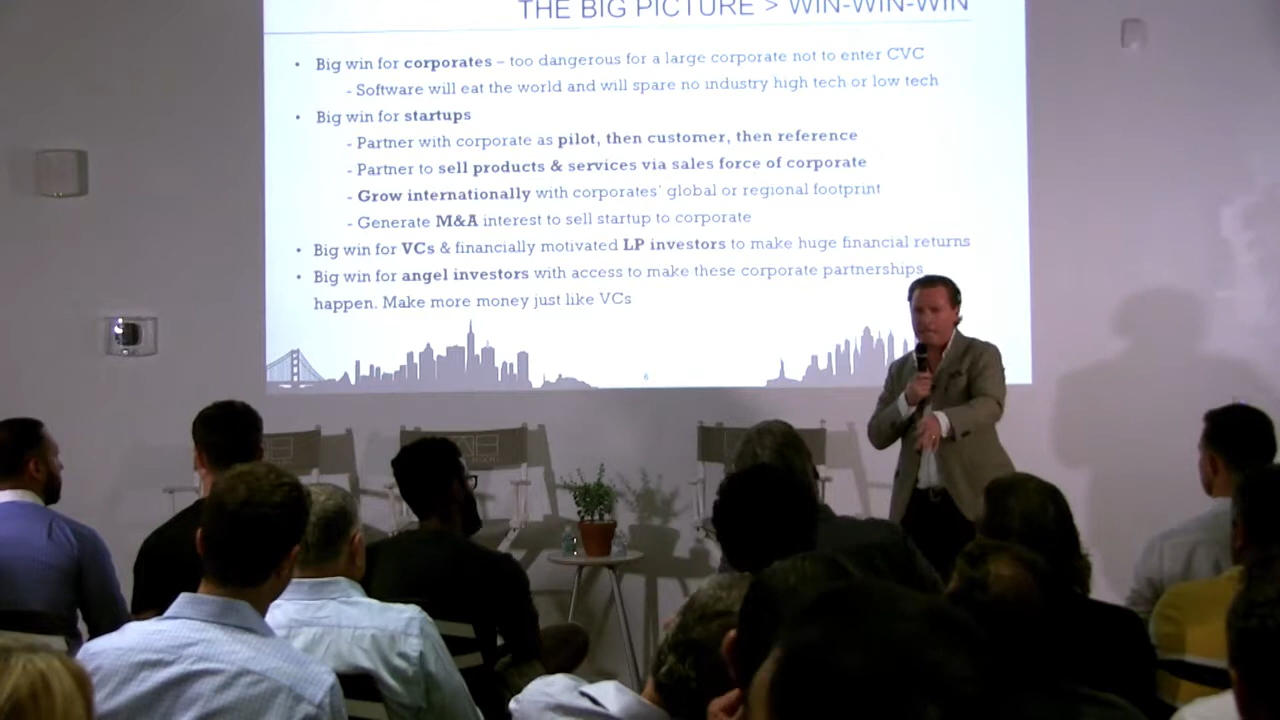 THE BIG PICTURE > WIN-WIN-WIN
• Big win for corporates – too dangerous for a large corporate not to enter CVC
- Software will eat the world and will spare no industry high tech or low tech
• Big win for startups
- Partner with corporate as pilot, then customer, then reference
- Partner to sell products & services via sales force of corporate
- Grow internationally with corporates' global or regional footprint
- Generate M&A interest to sell startup to corporate
• Big win for VCs & financially motivated LP investors to make huge financial returns
• Big win for angel investors with access to make these corporate partnerships
happen. Make more money just like VCs
6